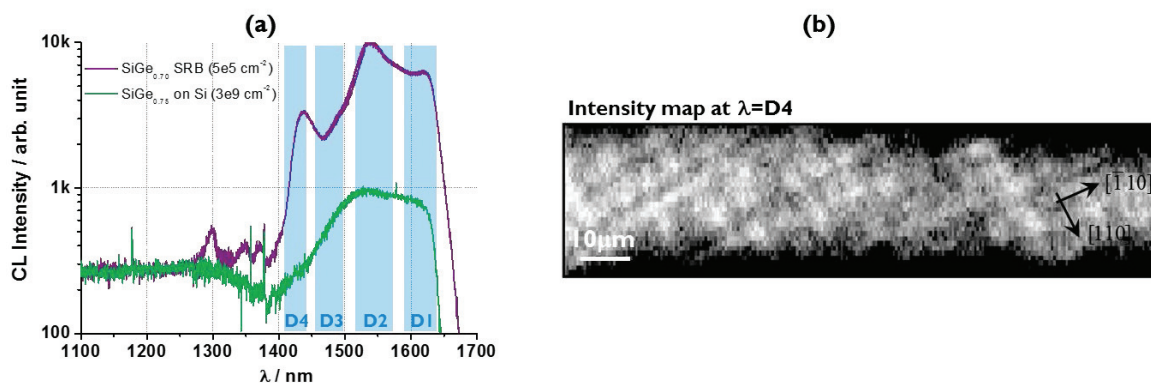 (a)
10k
1k
100
CL Intensity / arb. unit
SiGe0.70 SRB (5e5 cm-2)
SiGe0.75 on Si (3e9 cm-2)
D4 D3 D2 D1
1100 1200 1300 1400 1500 1600 1700
λ / nm
(b)
Intensity map at λ=D4
10μm
[1̅10]
[110]